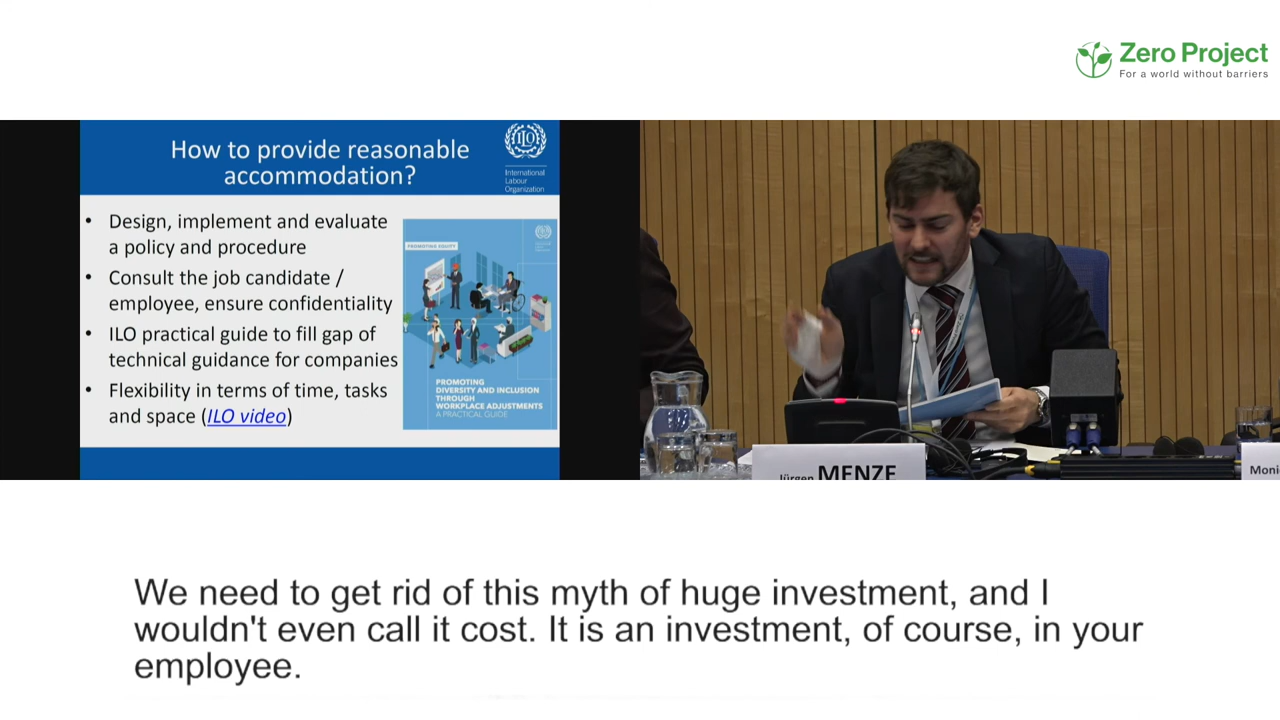 Zero Project
For a world without barriers
How to provide reasonable
accommodation?
ILO
International
Labour
Organization
• Design, implement and evaluate
a policy and procedure
• Consult the job candidate /
employee, ensure confidentiality
• ILO practical guide to fill gap of
technical guidance for companies
• Flexibility in terms of time, tasks
and space (ILO video)
PROMOTING EQUITY
PROMOTING
DIVERSITY AND INCLUSION
THROUGH
WORKPLACE ADJUSTMENTS
A PRACTICAL GUIDE
Jürgen MENZE
Moni
We need to get rid of this myth of huge investment, and I
wouldn't even call it cost. It is an investment, of course, in your
employee.